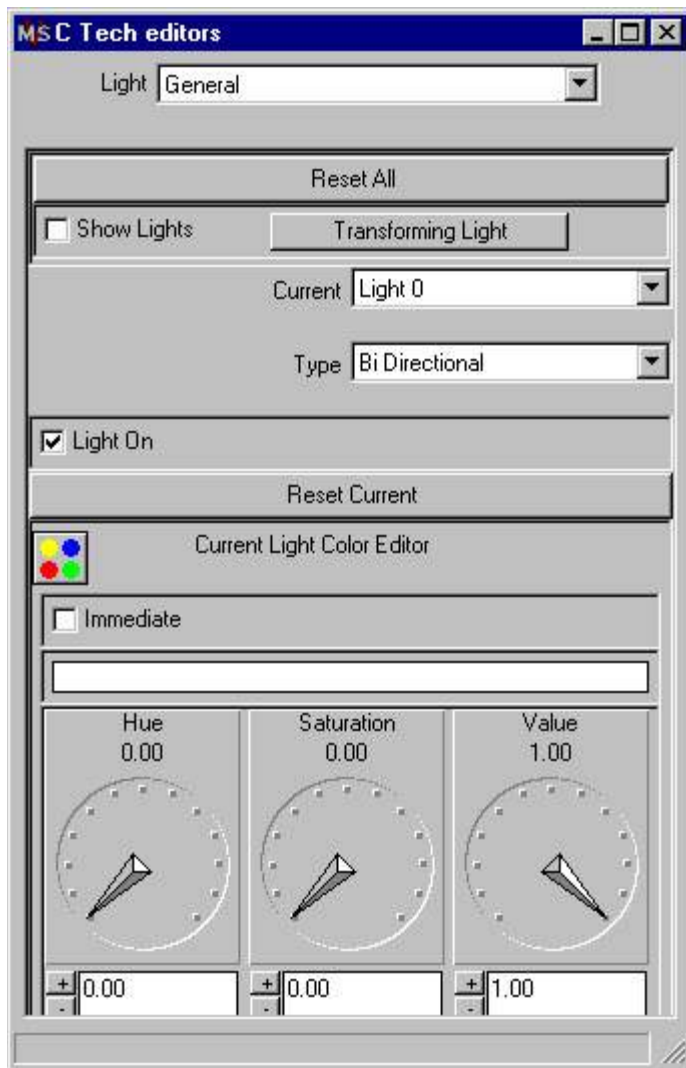 MS C Tech editors
Light General
Reset All
Show Lights Transforming Light
Current Light 0
Type Bi Directional
Light On
Reset Current
Current Light Color Editor
Immediate
Hue Saturation Value
0.00 0.00 1.00
+ 0.00 + 0.00 + 1.00
- - -